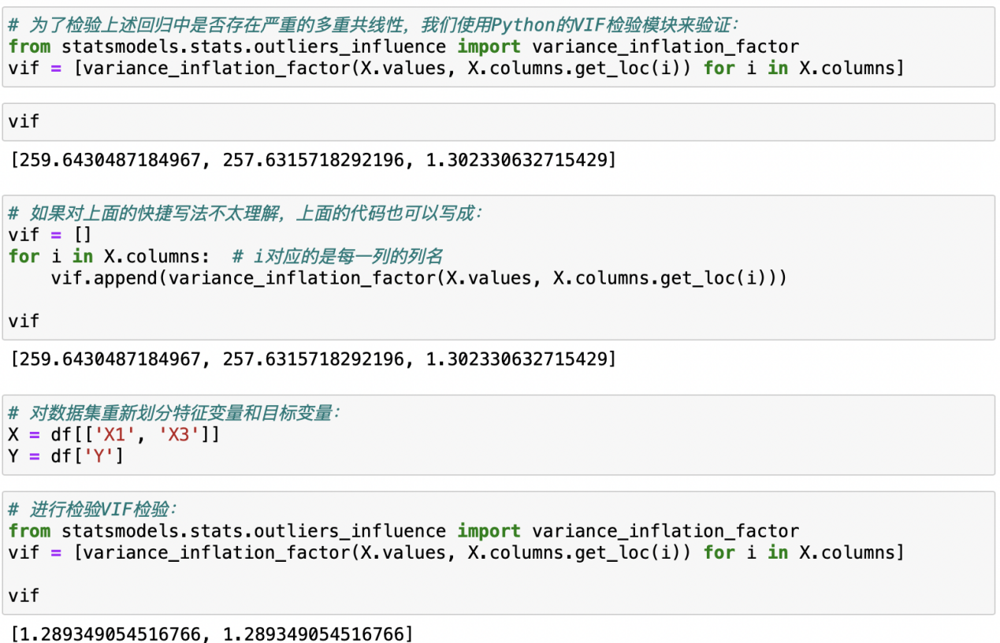 # 为了检验上述回归中是否存在严重的多重共线性，我们使用Python的VIF检验模块来验证：
from statsmodels.stats.outliers_influence import variance_inflation_factor
vif = [variance_inflation_factor(X.values, X.columns.get_loc(i)) for i in X.columns]
vif
[259.6430487184967, 257.6315718292196, 1.302330632715429]
# 如果对上面的快捷写法不太理解，上面的代码也可以写成：
vif = []
for i in X.columns:  # i对应的是每一列的列名
    vif.append(variance_inflation_factor(X.values, X.columns.get_loc(i)))
vif
[259.6430487184967, 257.6315718292196, 1.302330632715429]
# 对数据集重新划分特征变量和目标变量：
X = df[['X1', 'X3']]
Y = df['Y']
# 进行检验VIF检验：
from statsmodels.stats.outliers_influence import variance_inflation_factor
vif = [variance_inflation_factor(X.values, X.columns.get_loc(i)) for i in X.columns]
vif
[1.289349054516766, 1.289349054516766]